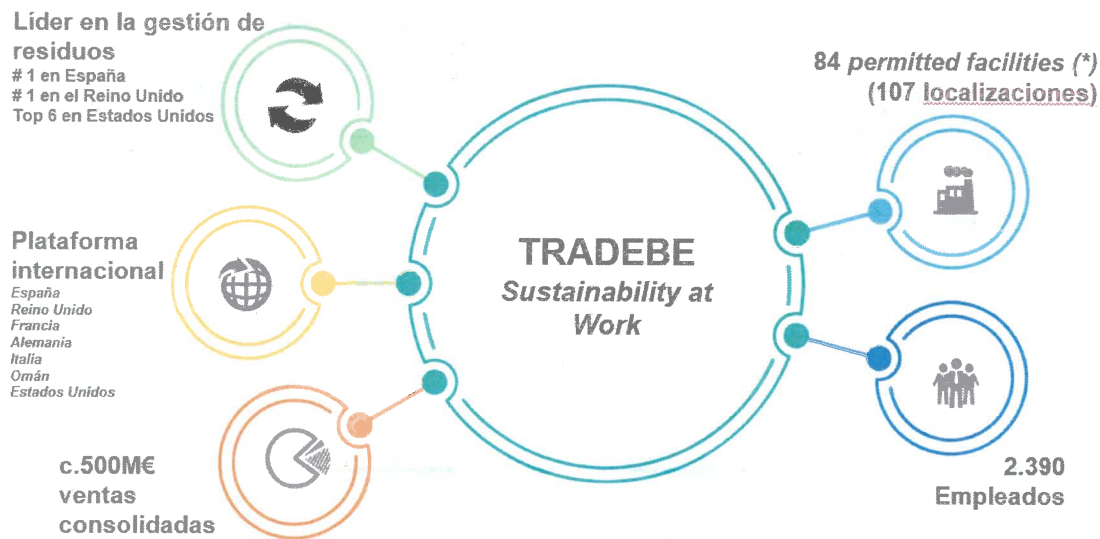 Líder en la gestión de
residuos
# 1 en España
# 1 en el Reino Unido
Top 6 en Estados Unidos
84 permitted facilities (*)
(107 localizaciones)
Plataforma
internacional
España
Reino Unido
Francia
Alemania
Italia
Omán
Estados Unidos
TRADEBE
Sustainability at
Work
c.500M€
ventas
consolidadas
2.390
Empleados